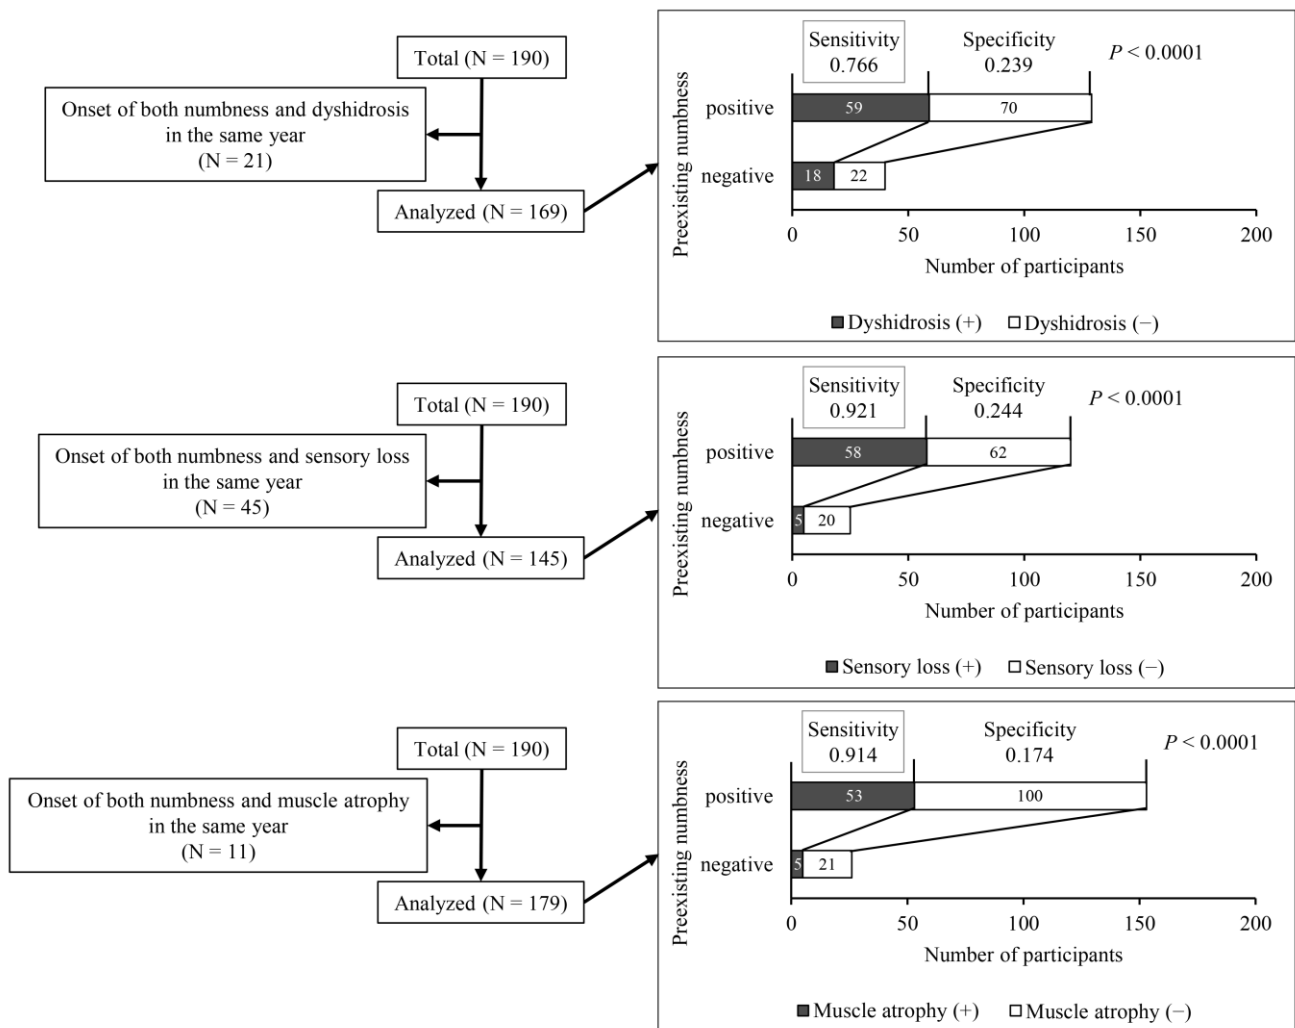 Total (N = 190)
Onset of both numbness and dyshidrosis
in the same year
(N = 21)
Analyzed (N = 169)
Sensitivity
0.766
Specificity
0.239
P < 0.0001
Preexisting numbness
positive
59
70
negative
18
22
0
50
100
150
200
Number of participants
Dyshidrosis (+)
Dyshidrosis (−)
Total (N = 190)
Onset of both numbness and sensory loss
in the same year
(N = 45)
Analyzed (N = 145)
Sensitivity
0.921
Specificity
0.244
P < 0.0001
Preexisting numbness
positive
58
62
negative
5
20
0
50
100
150
200
Number of participants
Sensory loss (+)
Sensory loss (−)
Total (N = 190)
Onset of both numbness and muscle atrophy
in the same year
(N = 11)
Analyzed (N = 179)
Sensitivity
0.914
Specificity
0.174
P < 0.0001
Preexisting numbness
positive
53
100
negative
5
21
0
50
100
150
200
Number of participants
Muscle atrophy (+)
Muscle atrophy (−)